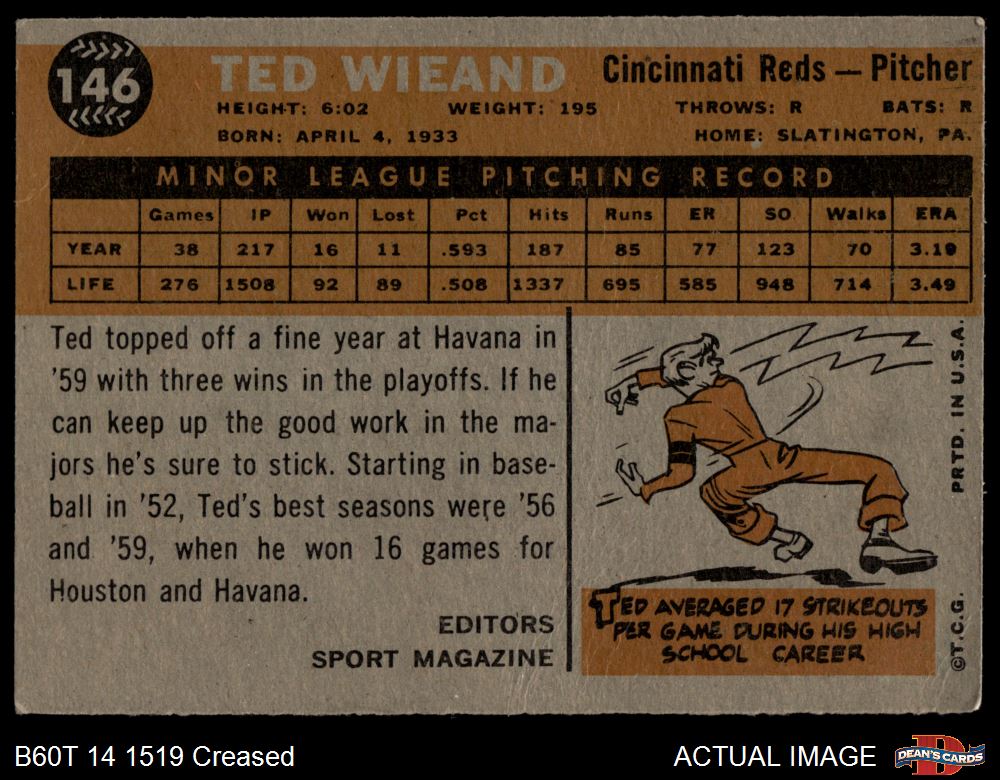 146
TED WIEAND
Cincinnati Reds — Pitcher
HEIGHT: 6:02 WEIGHT: 195 THROWS: R BATS: R
BORN: APRIL 4, 1933 HOME: SLATINGTON, PA.
MINOR LEAGUE PITCHING RECORD
Games IP Won Lost Pct Hits Runs ER SO Walks ERA
YEAR 38 217 16 11 .593 187 85 77 123 70 3.19
LIFE 276 1508 92 89 .508 1337 695 585 948 714 3.49
Ted topped off a fine year at Havana in
'59 with three wins in the playoffs. If he
can keep up the good work in the ma-
jors he's sure to stick. Starting in base-
ball in '52, Ted's best seasons were '56
and '59, when he won 16 games for
Houston and Havana.
EDITORS
SPORT MAGAZINE
TED AVERAGED 17 STRIKEOUTS
PER GAME DURING HIS HIGH
SCHOOL CAREER
©T.C.G. PRTD. IN U.S.A.
B60T 14 1519 Creased
ACTUAL IMAGE
DEAN'S CARDS